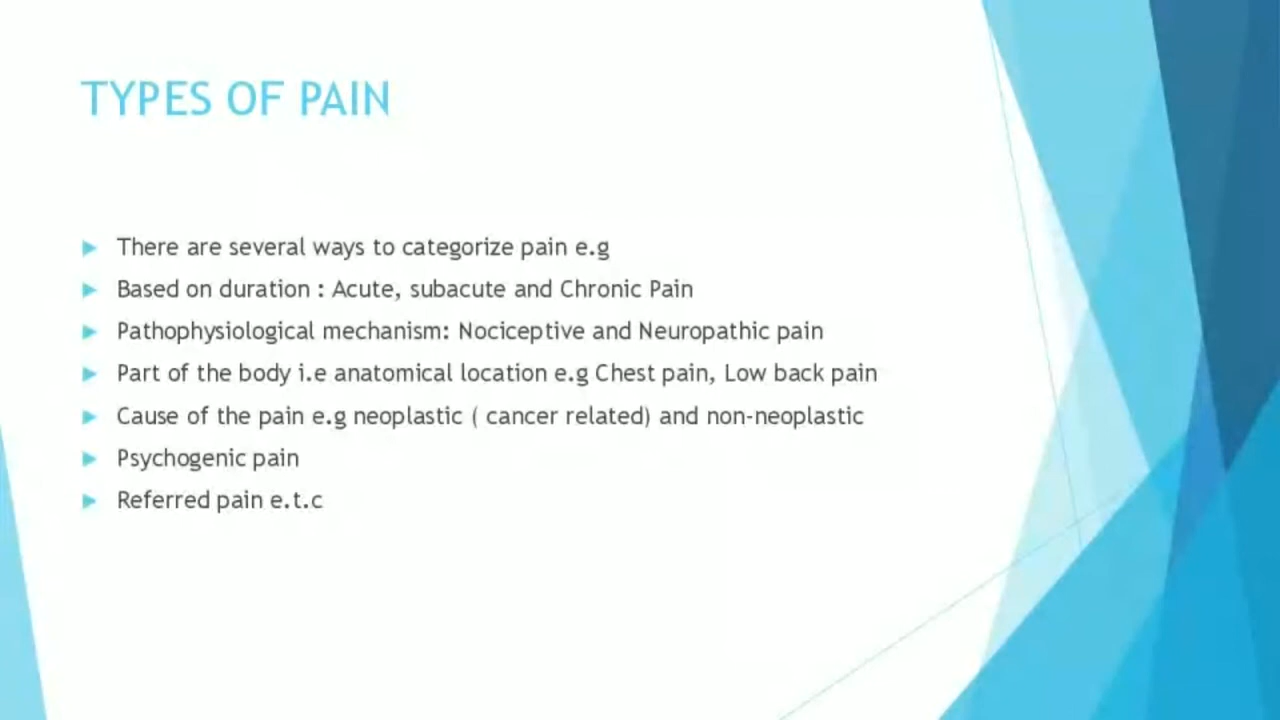 TYPES OF PAIN
There are several ways to categorize pain e.g
Based on duration : Acute, subacute and Chronic Pain
Pathophysiological mechanism: Nociceptive and Neuropathic pain
Part of the body i.e anatomical location e.g Chest pain, Low back pain
Cause of the pain e.g neoplastic ( cancer related) and non-neoplastic
Psychogenic pain
Referred pain e.t.c